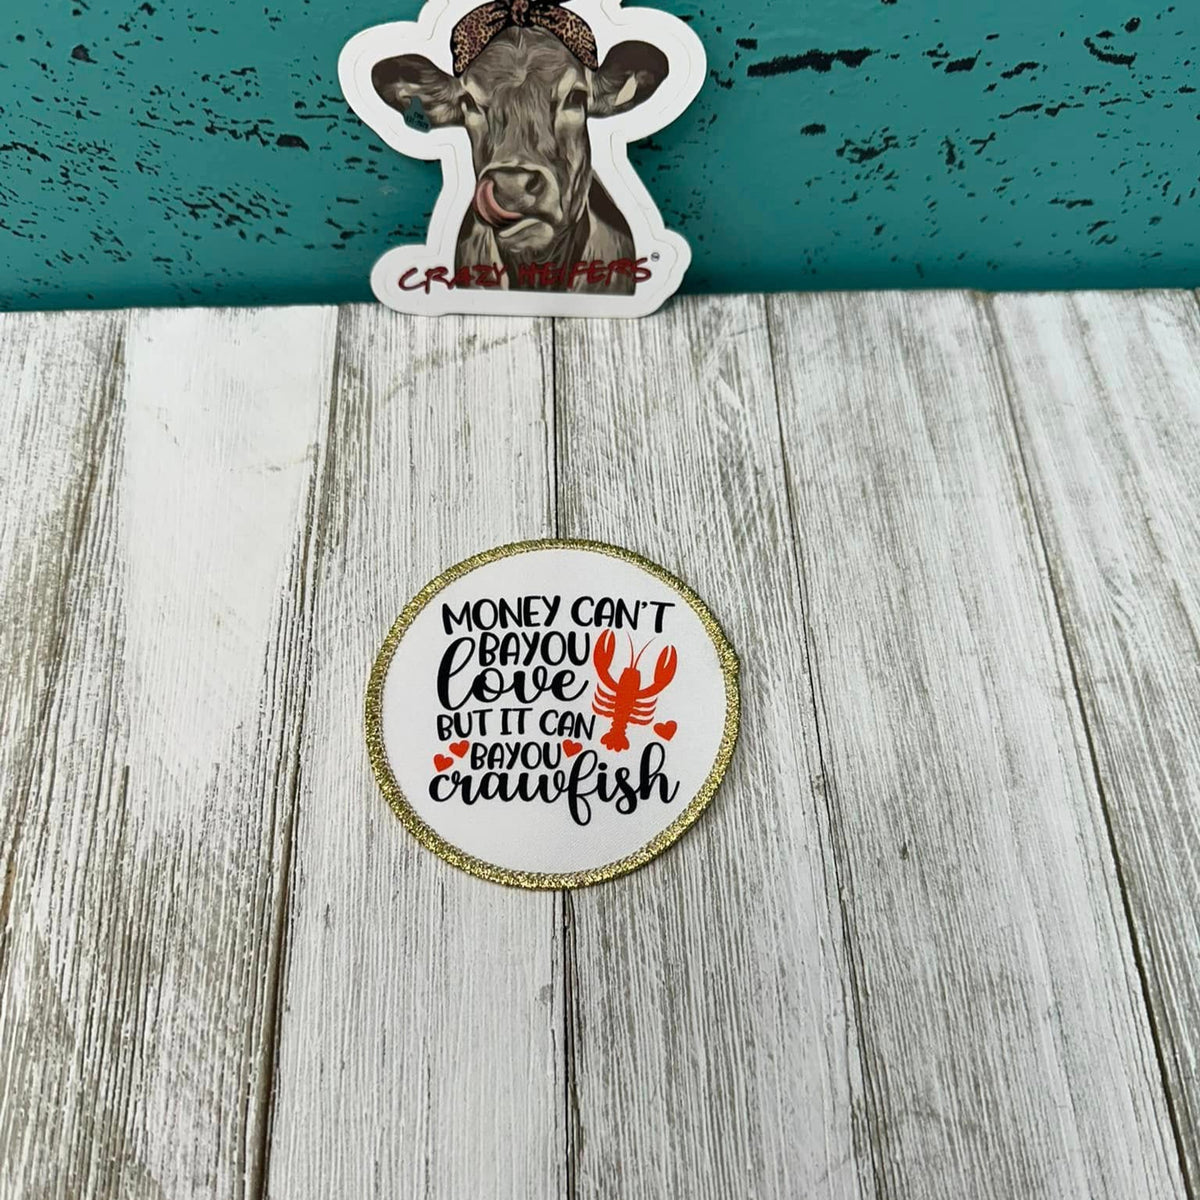 CRAZY HEIFERS
MONEY CAN'T
BAYOU
love
BUT IT CAN
BAYOU
crawfish